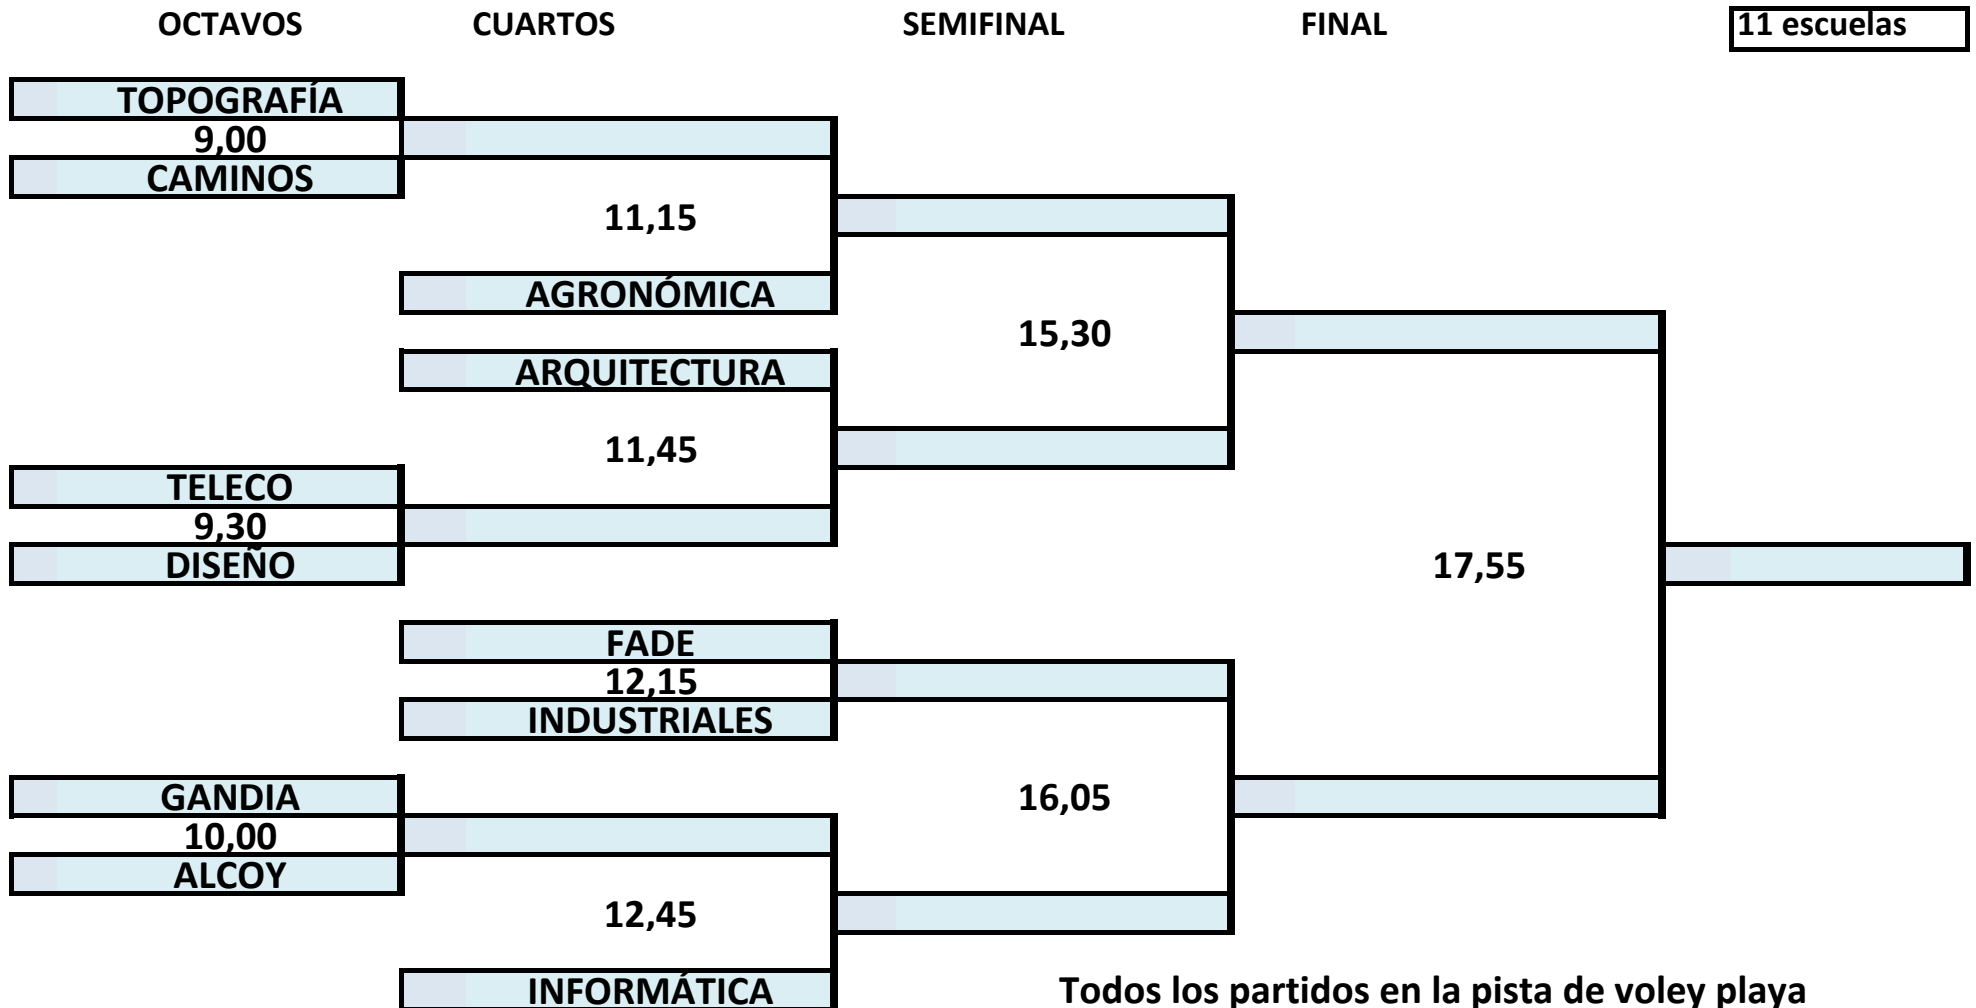 OCTAVOS CUARTOS SEMIFINAL FINAL 11 escuelas
TOPOGRAFÍA
9,00
CAMINOS
11,15
AGRONÓMICA
15,30
ARQUITECTURA
11,45
TELECO
9,30
DISEÑO
17,55
FADE
12,15
INDUSTRIALES
GANDIA
16,05
10,00
ALCOY
12,45
INFORMÁTICA
Todos los partidos en la pista de voley playa